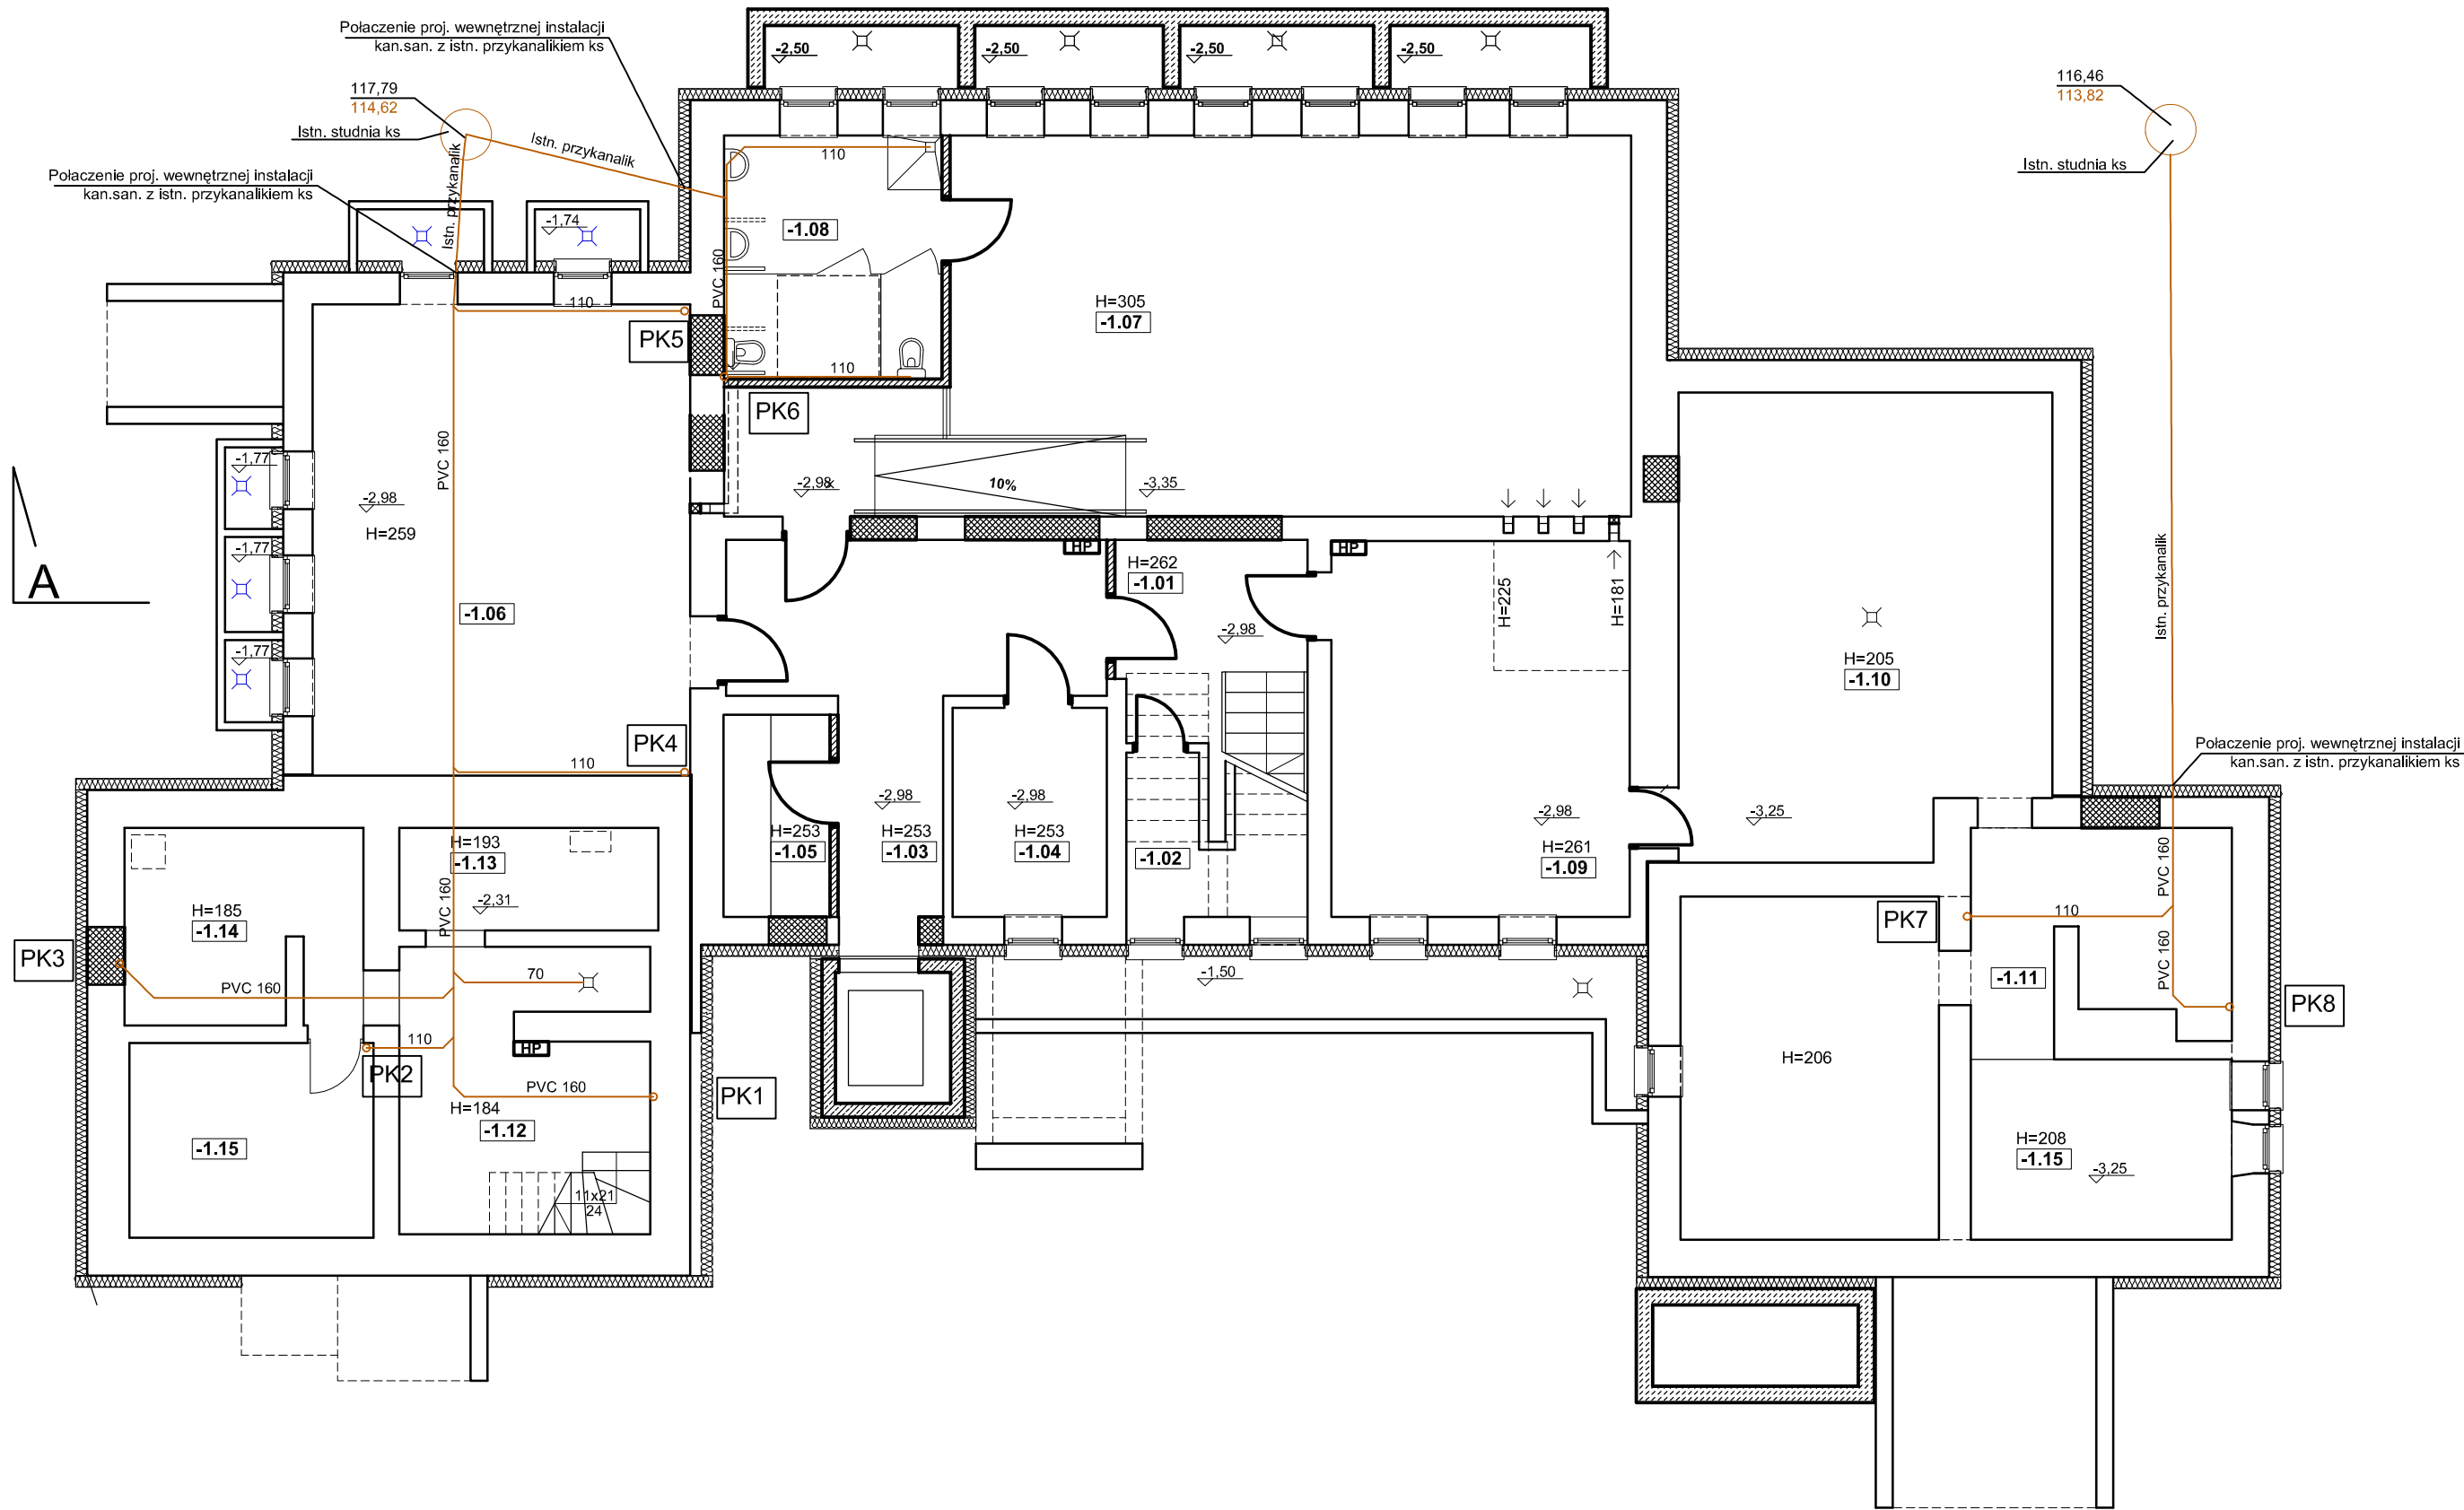 Połaczenie proj. wewnętrznej instalacji
kan.san. z istn. przykanalikiem ks
117,79
114,62
Istn. studnia ks
Istn. przykanalik
Istn. przykanalik
Połaczenie proj. wewnętrznej instalacji
kan.san. z istn. przykanalikiem ks
-2,50
-2,50
-2,50
-2,50
116,46
113,82
Istn. studnia ks
Istn. przykanalik
-1,74
110
-1.08
PVC 160
110
110
PK5
PK6
H=305
-1.07
-2,98
10%
-3,35
PVC 160
-1,77
-1,77
-1,77
-2,98
H=259
A
-1.06
PK4
110
HP
H=262
-1.01
-2,98
HP
H=225
H=181
H=205
-1.10
Połaczenie proj. wewnętrznej instalacji
kan.san. z istn. przykanalikiem ks
H=253
-1.05
-2,98
H=253
-1.03
-2,98
H=253
-1.04
-1.02
-2,98
H=261
-1.09
-3,25
H=193
-1.13
-2,31
PVC 160
H=185
-1.14
PK3
PVC 160
70
110
PK2
HP
PVC 160
H=184
-1.12
-1.15
11x21
24
PK1
-1,50
PVC 160
PK7
110
PVC 160
-1.11
PK8
H=206
H=208
-1.15
-3,25